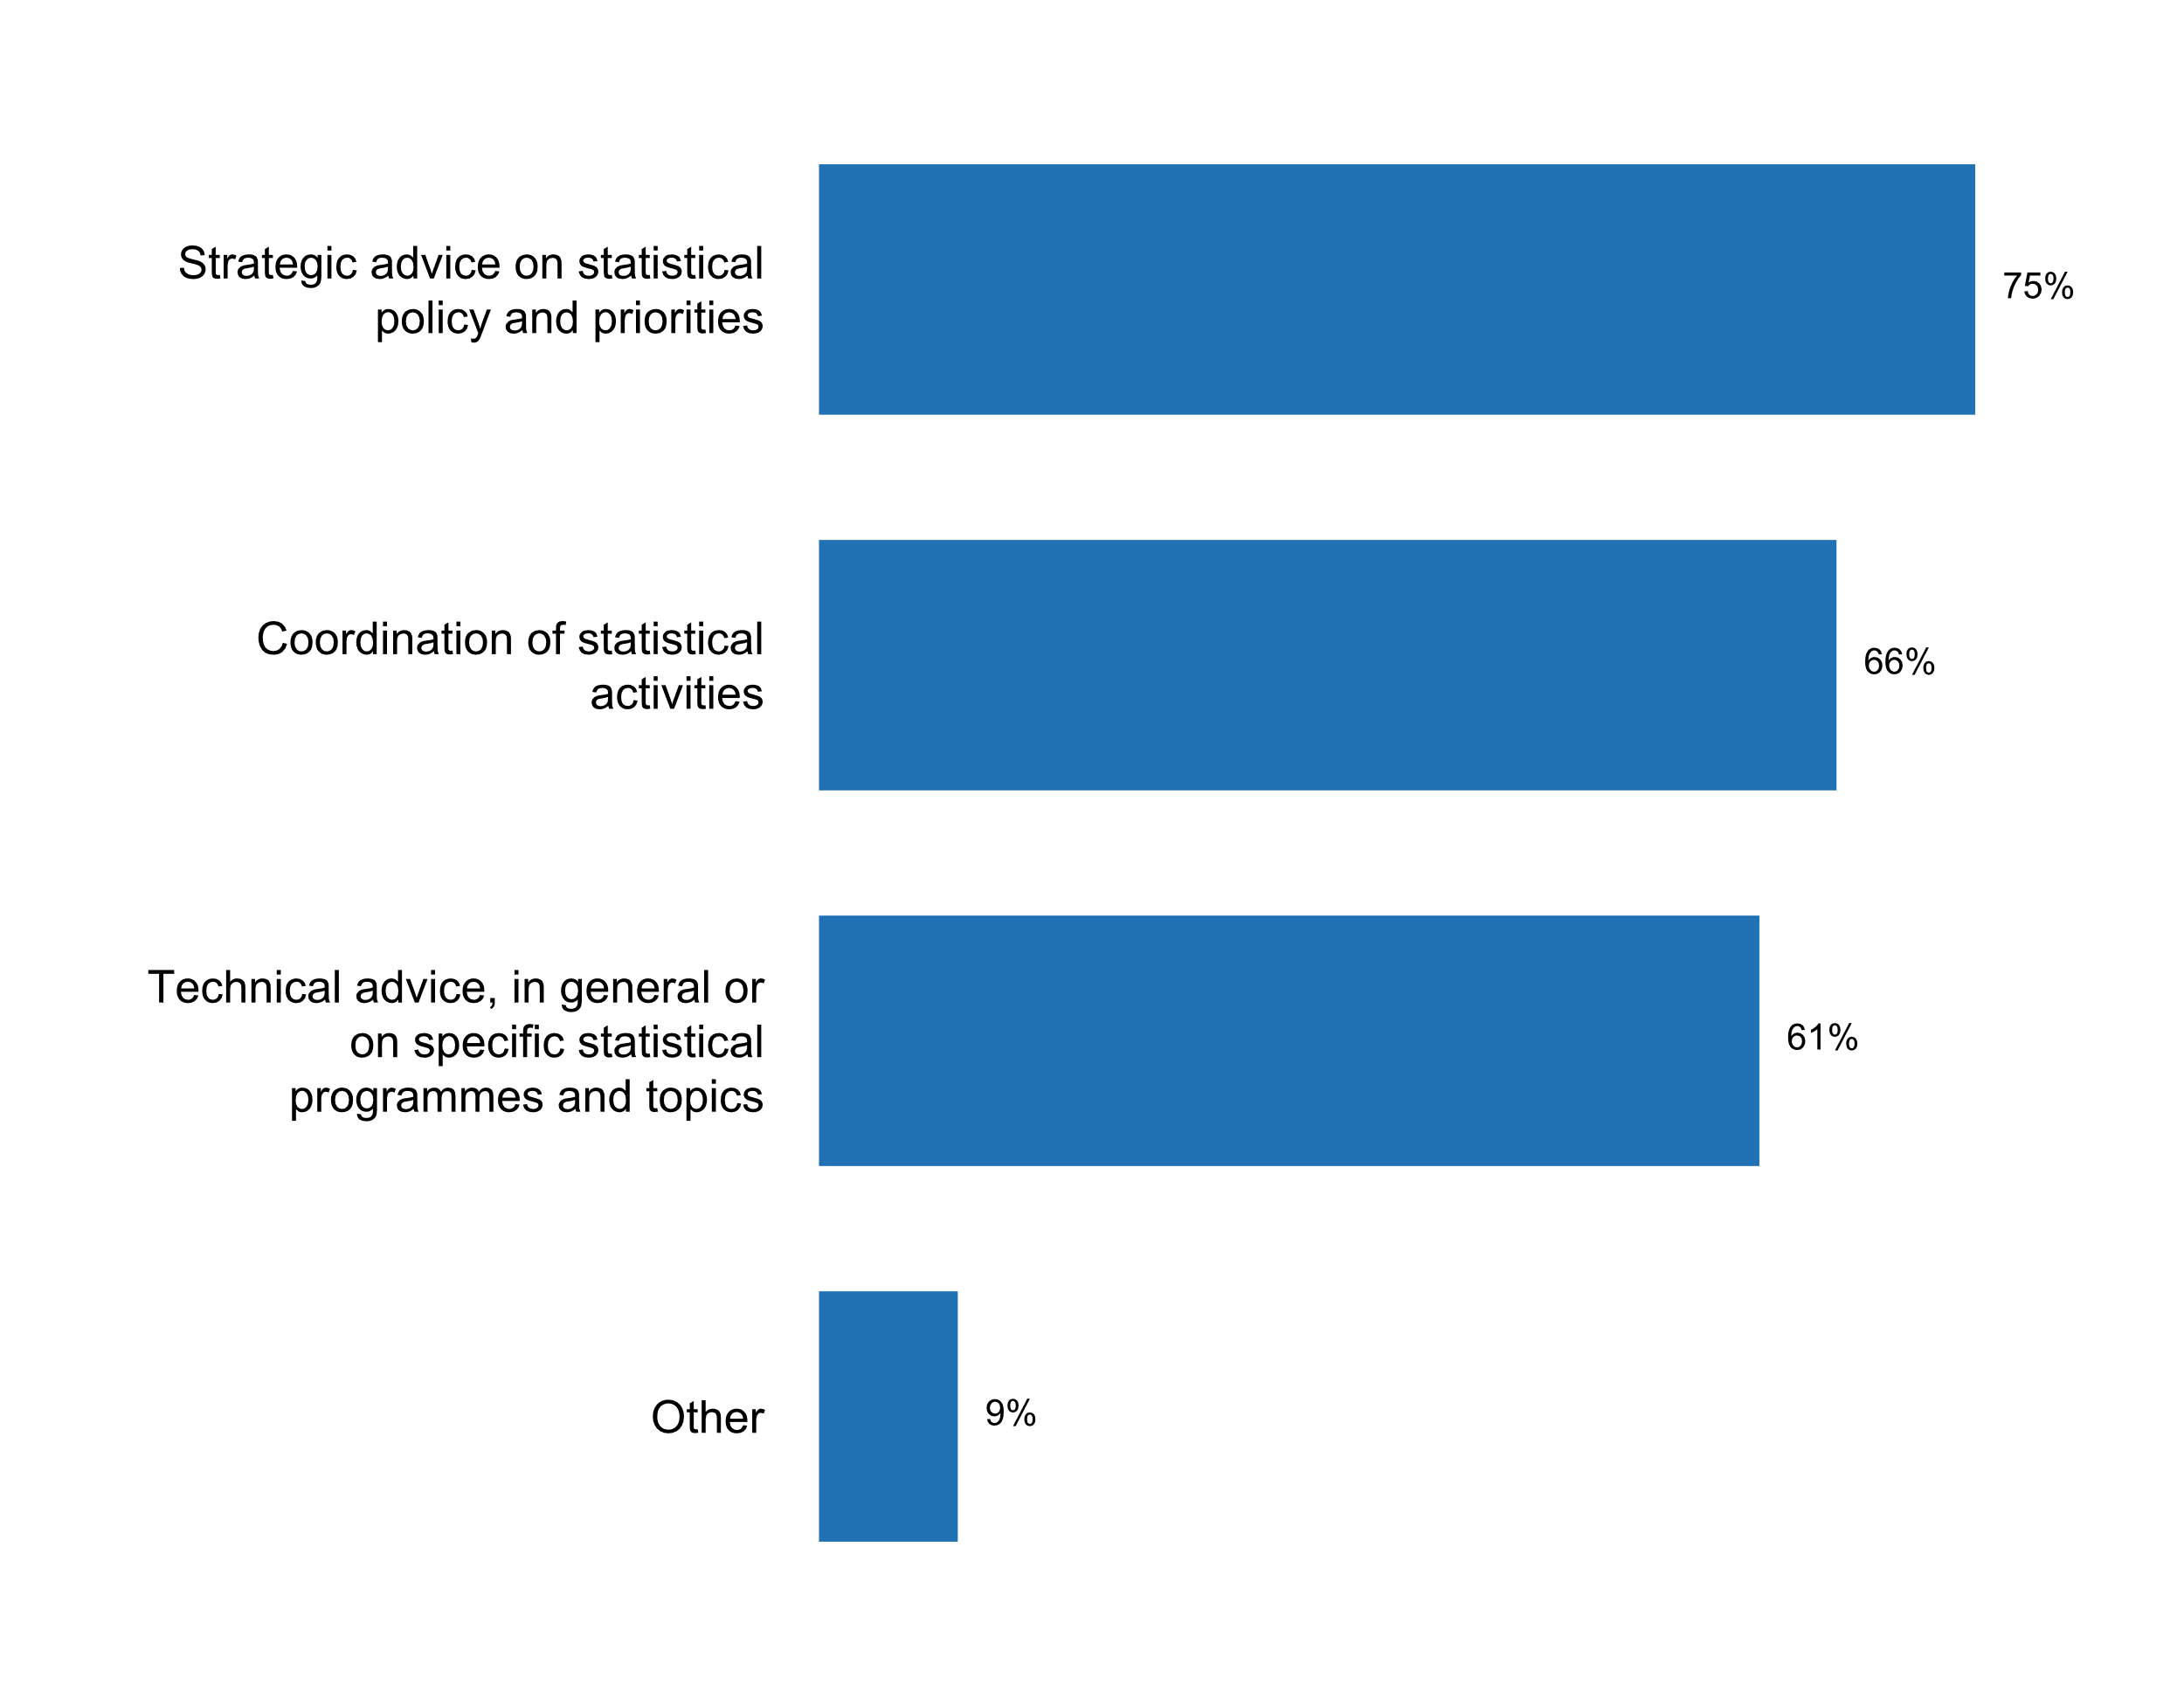 Strategic advice on statistical
policy and priorities
75%
Coordination of statistical
activities
66%
Technical advice, in general or
on specific statistical
programmes and topics
61%
Other
9%